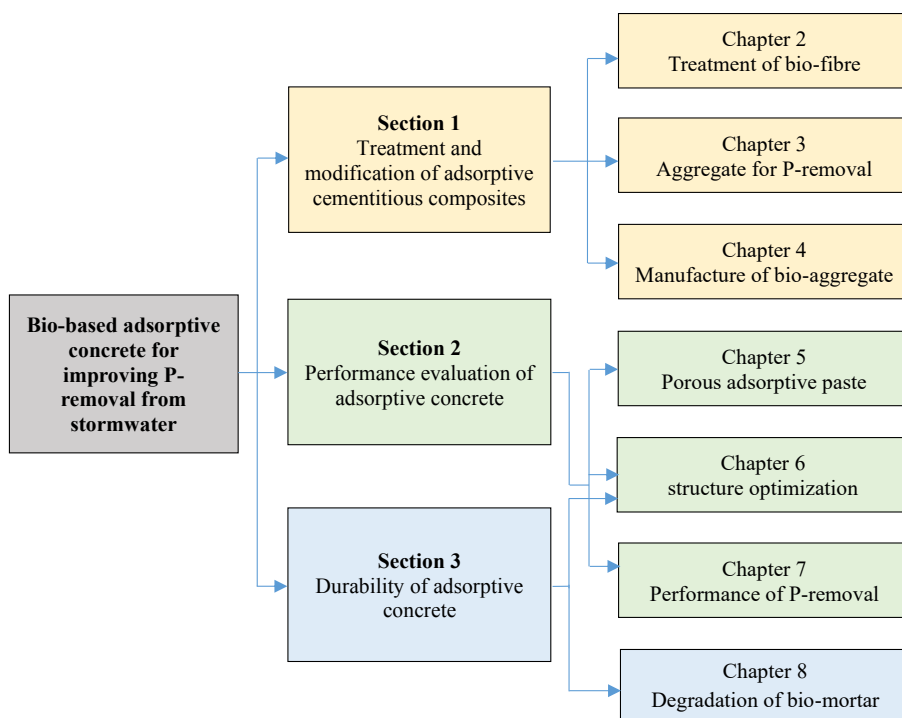 Bio-based adsorptive
concrete for
improving P-
removal from
stormwater
Section 1
Treatment and
modification of adsorptive
cementitious composites
Section 2
Performance evaluation of
adsorptive concrete
Section 3
Durability of adsorptive
concrete
Chapter 2
Treatment of bio-fibre
Chapter 3
Aggregate for P-removal
Chapter 4
Manufacture of bio-aggregate
Chapter 5
Porous adsorptive paste
Chapter 6
structure optimization
Chapter 7
Performance of P-removal
Chapter 8
Degradation of bio-mortar